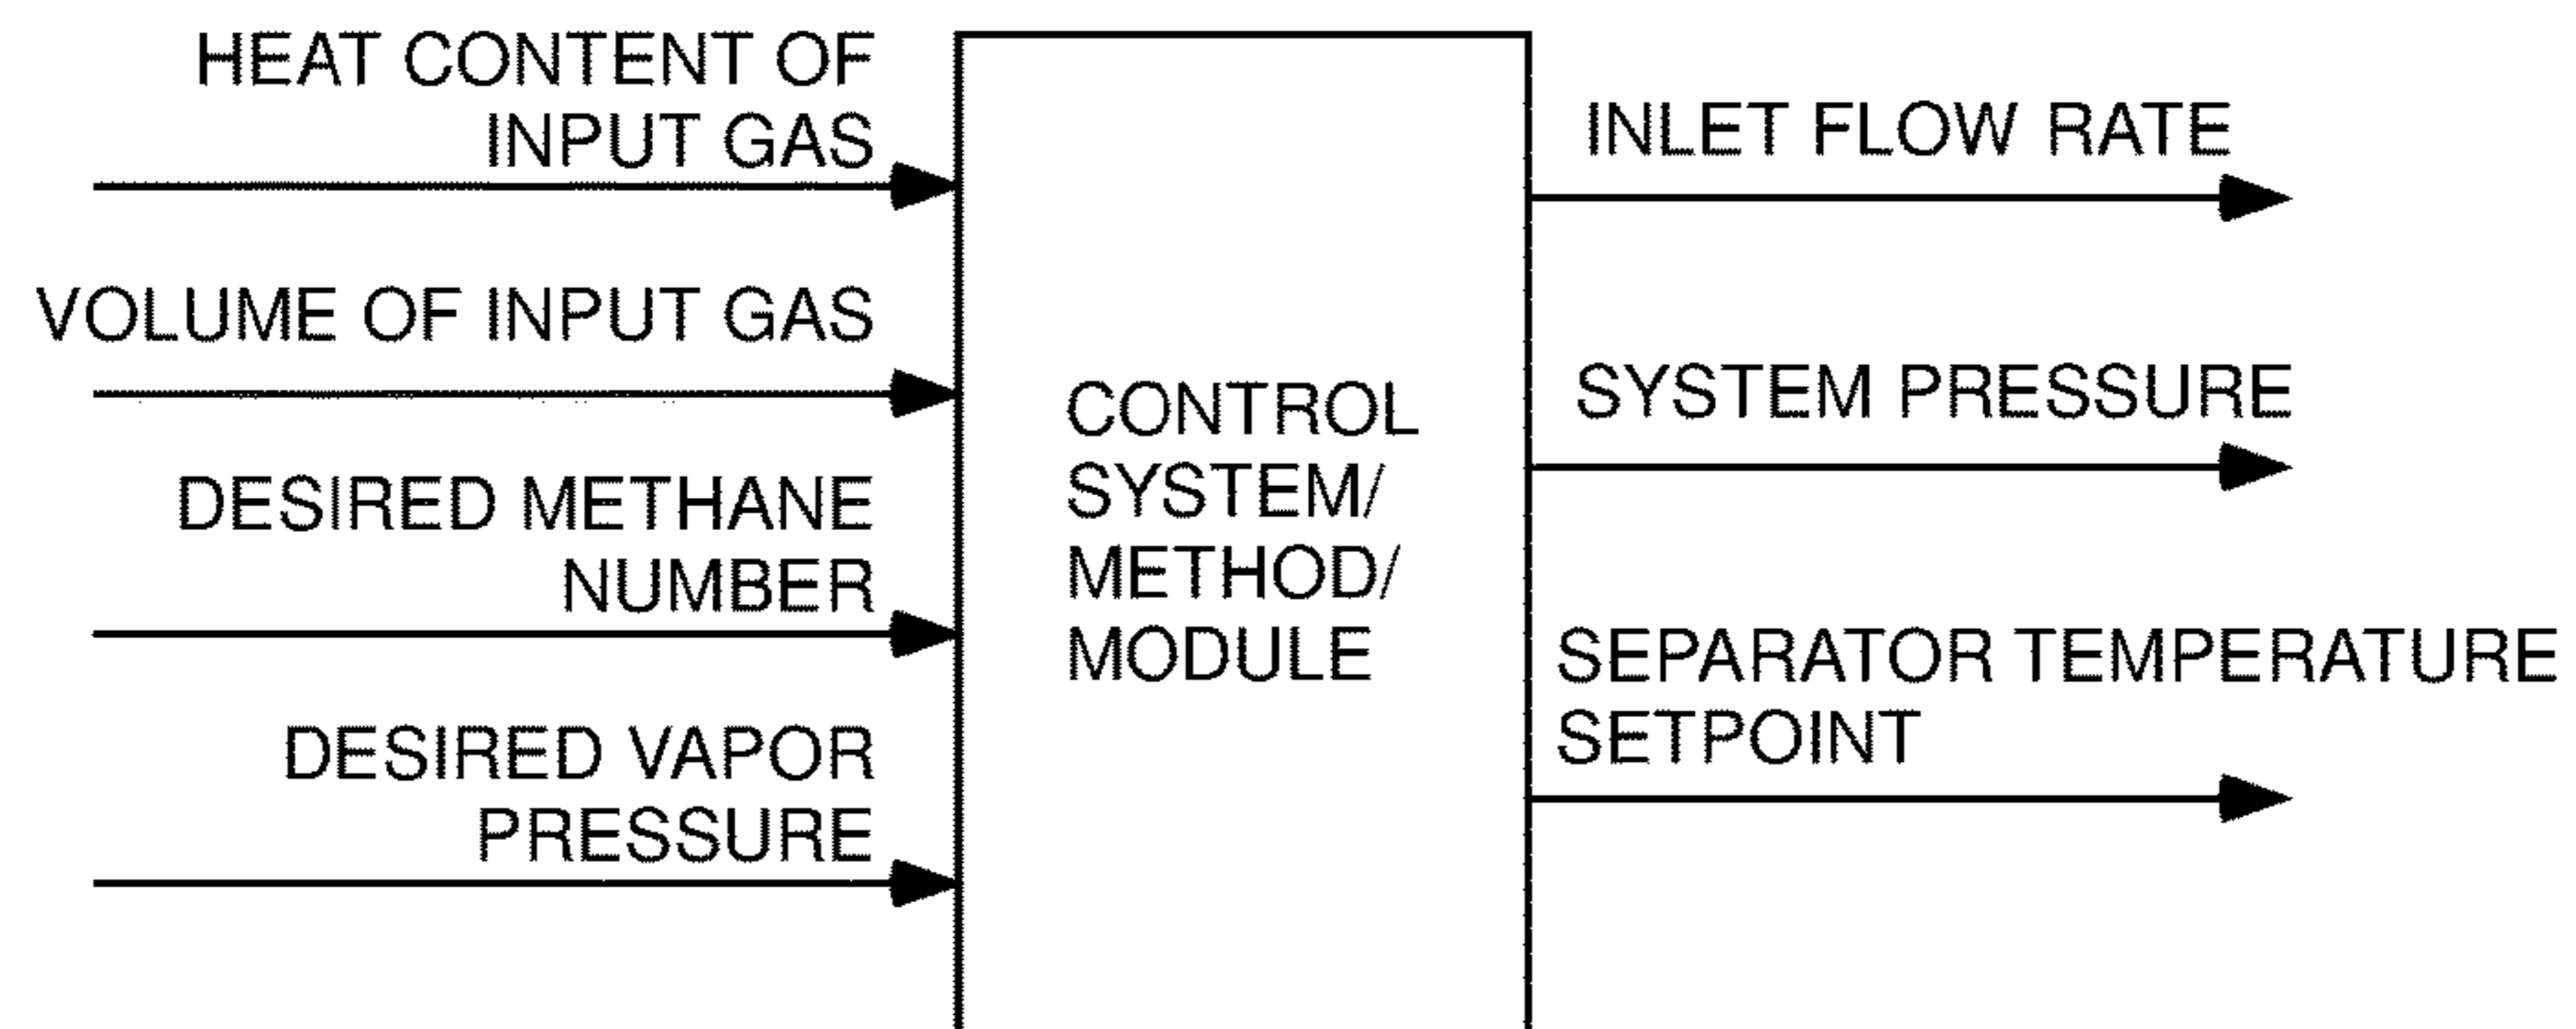 HEAT CONTENT OF
INPUT GAS
VOLUME OF INPUT GAS
DESIRED METHANE
NUMBER
DESIRED VAPOR
PRESSURE
CONTROL
SYSTEM/
METHOD/
MODULE
INLET FLOW RATE
SYSTEM PRESSURE
SEPARATOR TEMPERATURE
SETPOINT